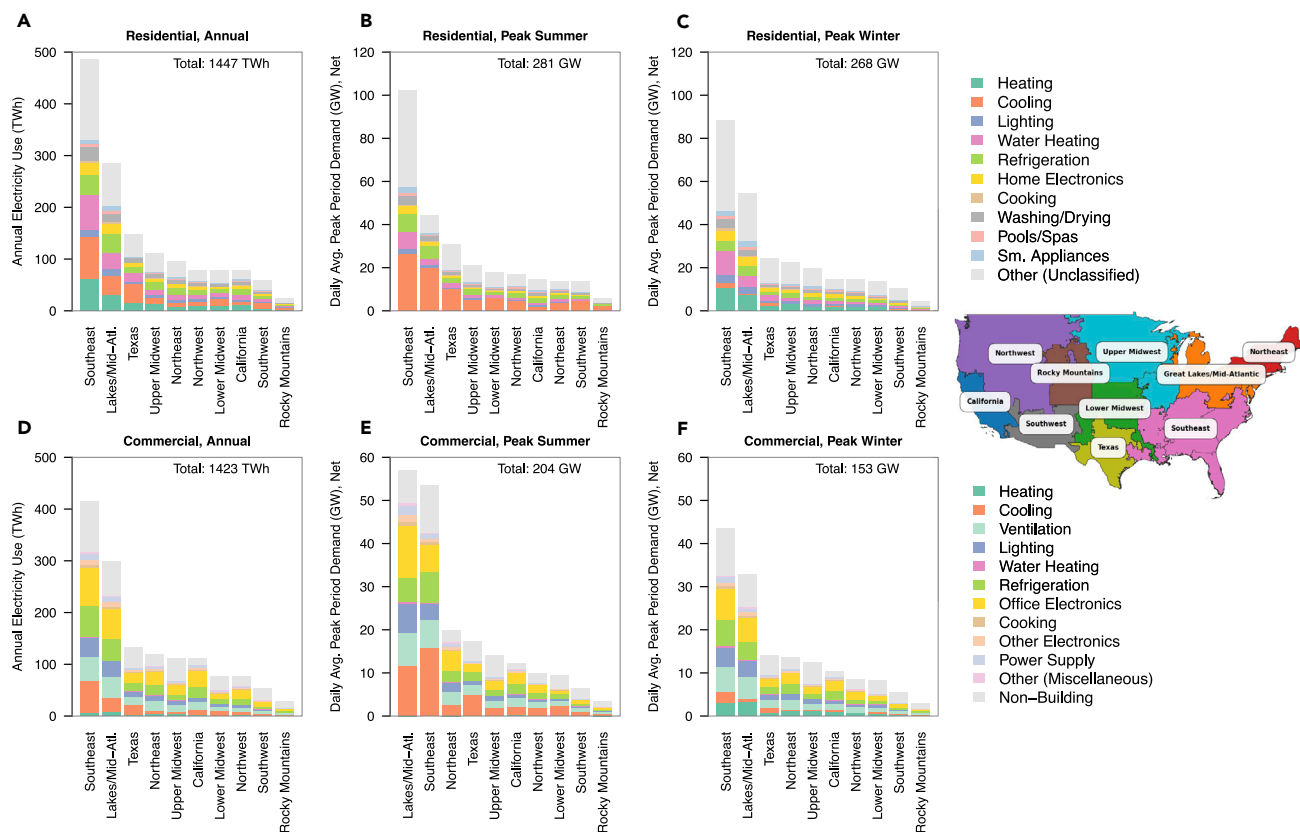 A
Residential, Annual
Total: 1447 TWh
Annual Electricity Use (TWh)
500
400
300
200
100
0
Southeast
Lakes/Mid−Atl.
Texas
Upper Midwest
Northeast
Northwest
Lower Midwest
California
Southwest
Rocky Mountains
B
Residential, Peak Summer
Total: 281 GW
Daily Avg. Peak Period Demand (GW), Net
120
100
80
60
40
20
0
Southeast
Lakes/Mid−Atl.
Texas
Upper Midwest
Lower Midwest
Northeast
California
Northwest
Southwest
Rocky Mountains
C
Residential, Peak Winter
Total: 268 GW
Daily Avg. Peak Period Demand (GW), Net
120
100
80
60
40
20
0
Southeast
Lakes/Mid−Atl.
Texas
Northwest
Upper Midwest
California
Northeast
Lower Midwest
Southwest
Rocky Mountains
Heating
Cooling
Lighting
Water Heating
Refrigeration
Home Electronics
Cooking
Washing/Drying
Pools/Spas
Sm, Appliances
Other (Unclassified)
Northwest
Upper Midwest
Northeast
Rocky Mountains
Great Lakes/Mid-Atlantic
California
Lower Midwest
Southwest
Southeast
Texas
D
Commercial, Annual
Total: 1423 TWh
Annual Electricity Use (TWh)
500
400
300
200
100
0
Southeast
Lakes/Mid−Atl.
Texas
Northeast
Upper Midwest
California
Lower Midwest
Northwest
Southwest
Rocky Mountains
E
Commercial, Peak Summer
Total: 204 GW
Daily Avg. Peak Period Demand (GW), Net
60
50
40
30
20
10
0
Lakes/Mid−Atl.
Southeast
Northeast
Texas
Upper Midwest
California
Northwest
Lower Midwest
Southwest
Rocky Mountains
F
Commercial, Peak Winter
Total: 153 GW
Daily Avg. Peak Period Demand (GW), Net
60
50
40
30
20
10
0
Southeast
Lakes/Mid−Atl.
Texas
Northeast
Upper Midwest
California
Northwest
Lower Midwest
Southwest
Rocky Mountains
Heating
Cooling
Ventilation
Lighting
Water Heating
Refrigeration
Office Electronics
Cooking
Other Electronics
Power Supply
Other (Miscellaneous)
Non−Building